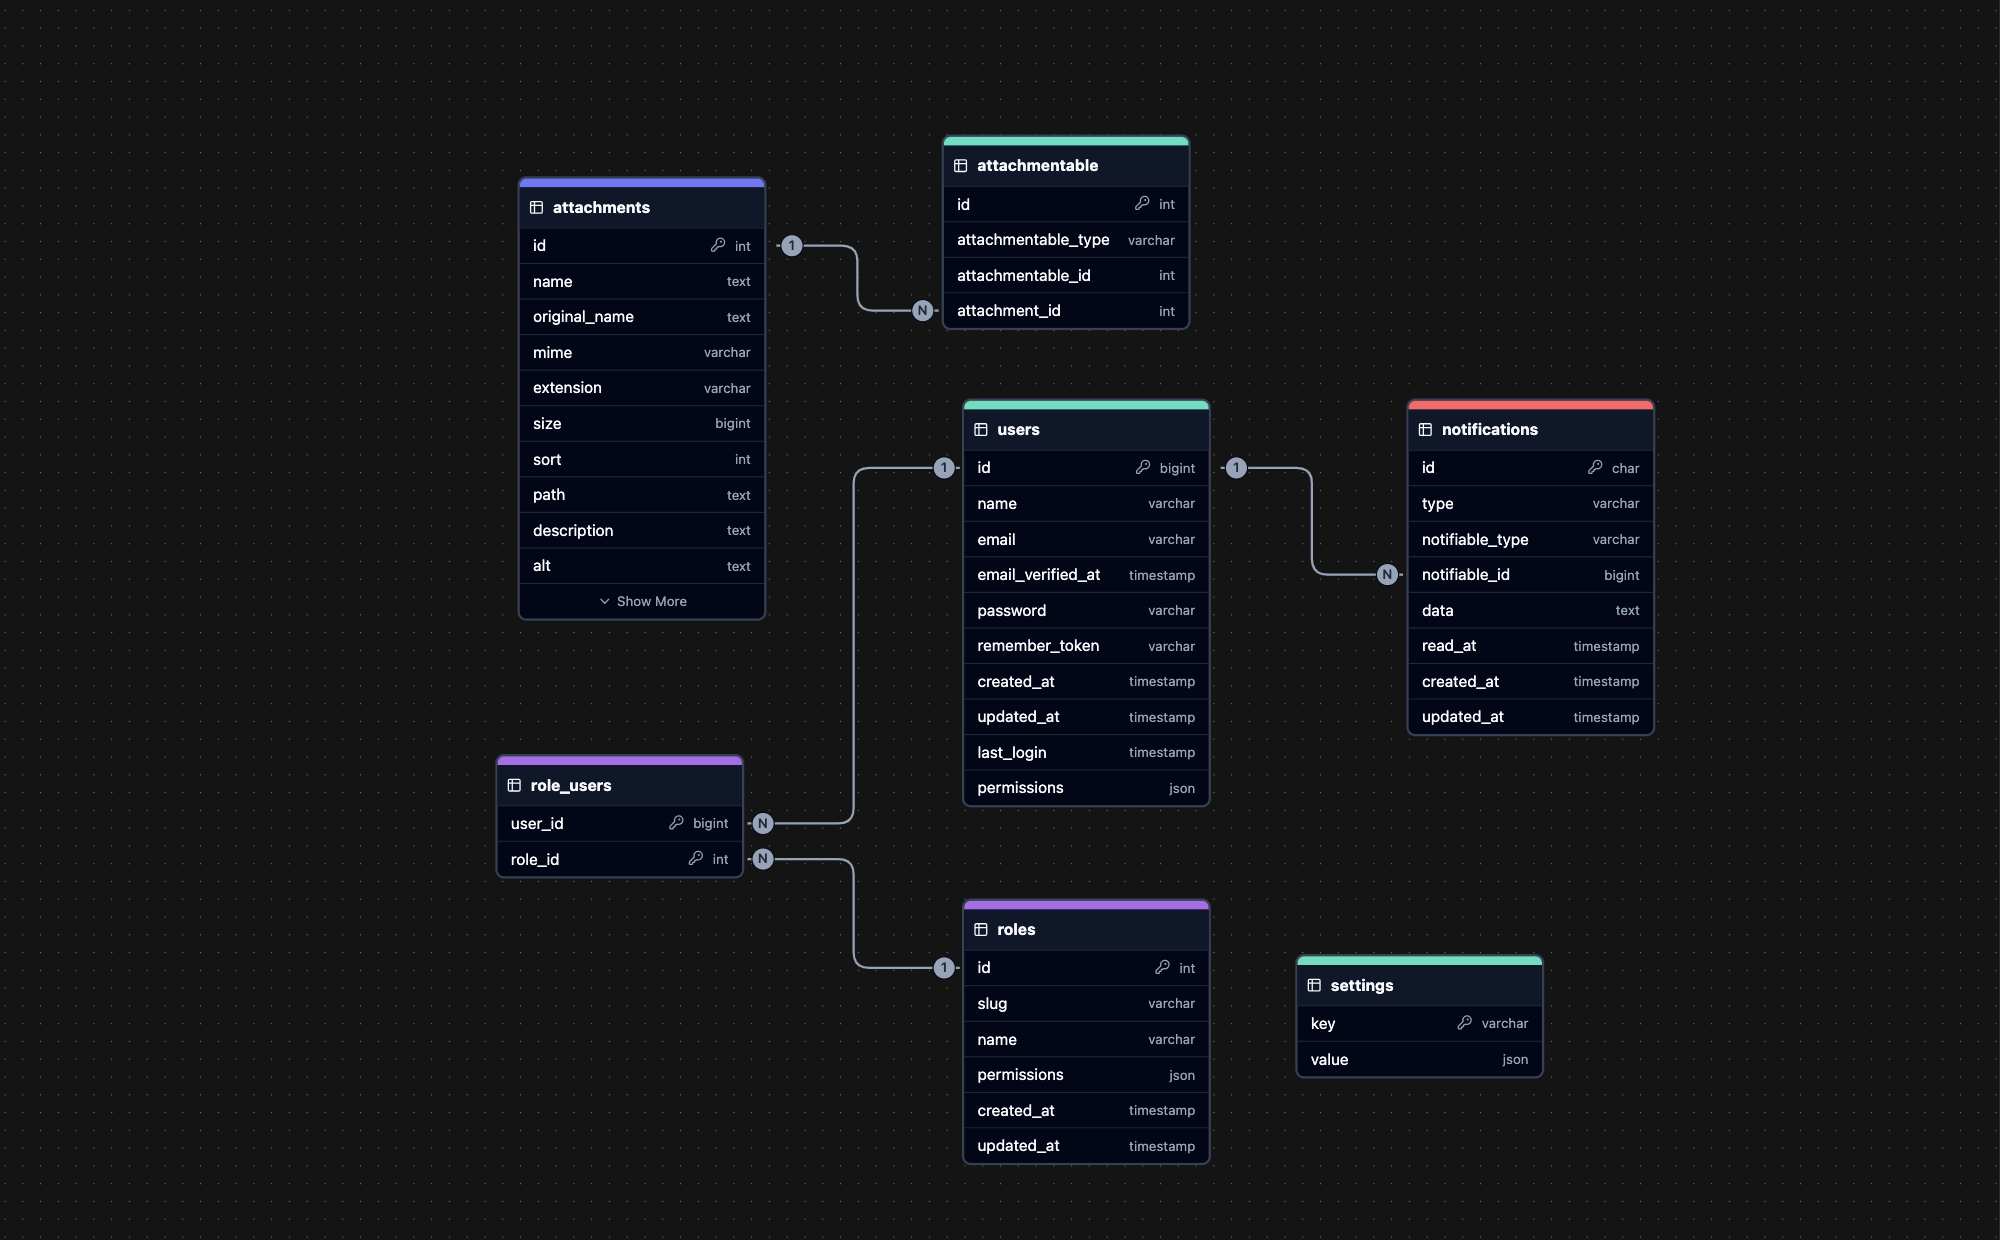 attachmentable
id int
attachmentable_type varchar
attachmentable_id int
attachment_id int
attachments
id int
name text
original_name text
mime varchar
extension varchar
size bigint
sort int
path text
description text
alt text
Show More
1
N
users
id bigint
name varchar
email varchar
email_verified_at timestamp
password varchar
remember_token varchar
created_at timestamp
updated_at timestamp
last_login timestamp
permissions json
1
1
N
notifications
id char
type varchar
notifiable_type varchar
notifiable_id bigint
data text
read_at timestamp
created_at timestamp
updated_at timestamp
role_users
user_id bigint
role_id int
N
N
1
roles
id int
slug varchar
name varchar
permissions json
created_at timestamp
updated_at timestamp
settings
key varchar
value json